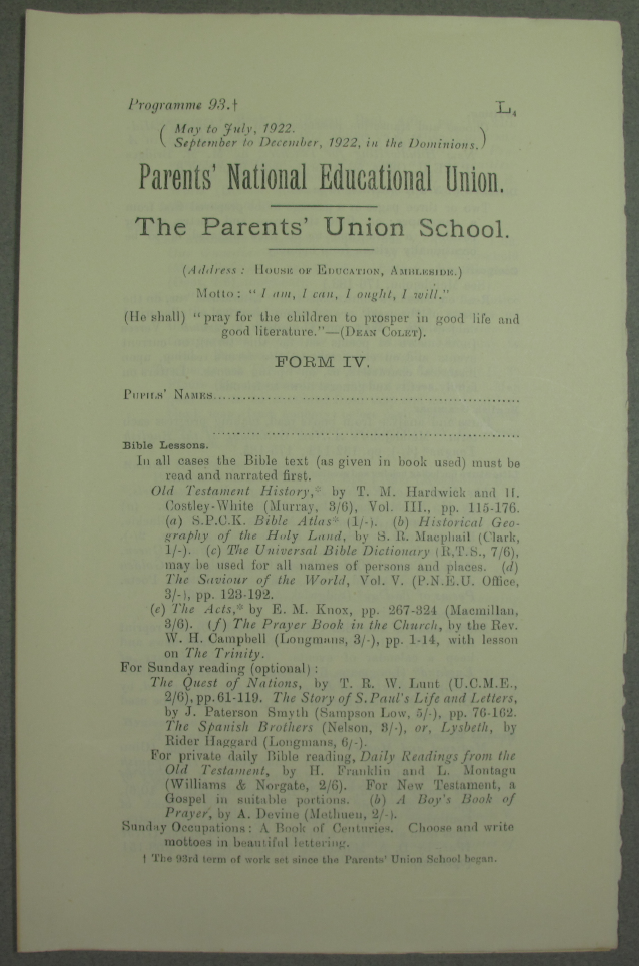 Programme 93.†
L4
( May to July, 1922.
September to December, 1922, in the Dominions.)
Parents' National Educational Union.
The Parents' Union School.
(Address : House of Education, Ambleside.)
Motto: “ I am, I can, I ought, I will.”
(He shall) “pray for the children to prosper in good life and
good literature.”—(Dean Colet).
FORM IV.
Pupils' Names........................................................................
........................................................................
Bible Lessons.
In all cases the Bible text (as given in book used) must be
read and narrated first.
Old Testament History,* by T. M. Hardwick and H.
Costley-White (Murray, 3/6), Vol. III., pp. 115-176.
(a) S.P.C.K. Bible Atlas* (1/-). (b) Historical Geo-
graphy of the Holy Land, by S. R. Macphail (Clark,
1/-). (c) The Universal Bible Dictionary (R.T.S., 7/6),
may be used for all names of persons and places. (d)
The Saviour of the World, Vol. V. (P.N.E.U. Office,
3/-), pp. 123-192.
(e) The Acts,* by E. M. Knox, pp. 267-324 (Macmillan,
3/6). (f) The Prayer Book in the Church, by the Rev.
W. H. Campbell (Longmans, 3/-), pp. 1-14, with lesson
on The Trinity.
For Sunday reading (optional) :
The Quest of Nations, by T. R. W. Lunt (U.C.M.E.,
2/6), pp. 61-119. The Story of S. Paul's Life and Letters,
by J. Paterson Smyth (Sampson Low, 5/-), pp. 76-162.
The Spanish Brothers (Nelson, 3/-), or, Lysbeth, by
Rider Haggard (Longmans, 6/-).
For private daily Bible reading, Daily Readings from the
Old Testament, by H. Franklin and L. Montagu
(Williams & Norgate, 2/6). For New Testament, a
Gospel in suitable portions. (b) A Boy's Book of
Prayer, by A. Devine (Methuen, 2/-).
Sunday Occupations : A Book of Centuries. Choose and write
mottoes in beautiful lettering.
† The 93rd term of work set since the Parents' Union School began.